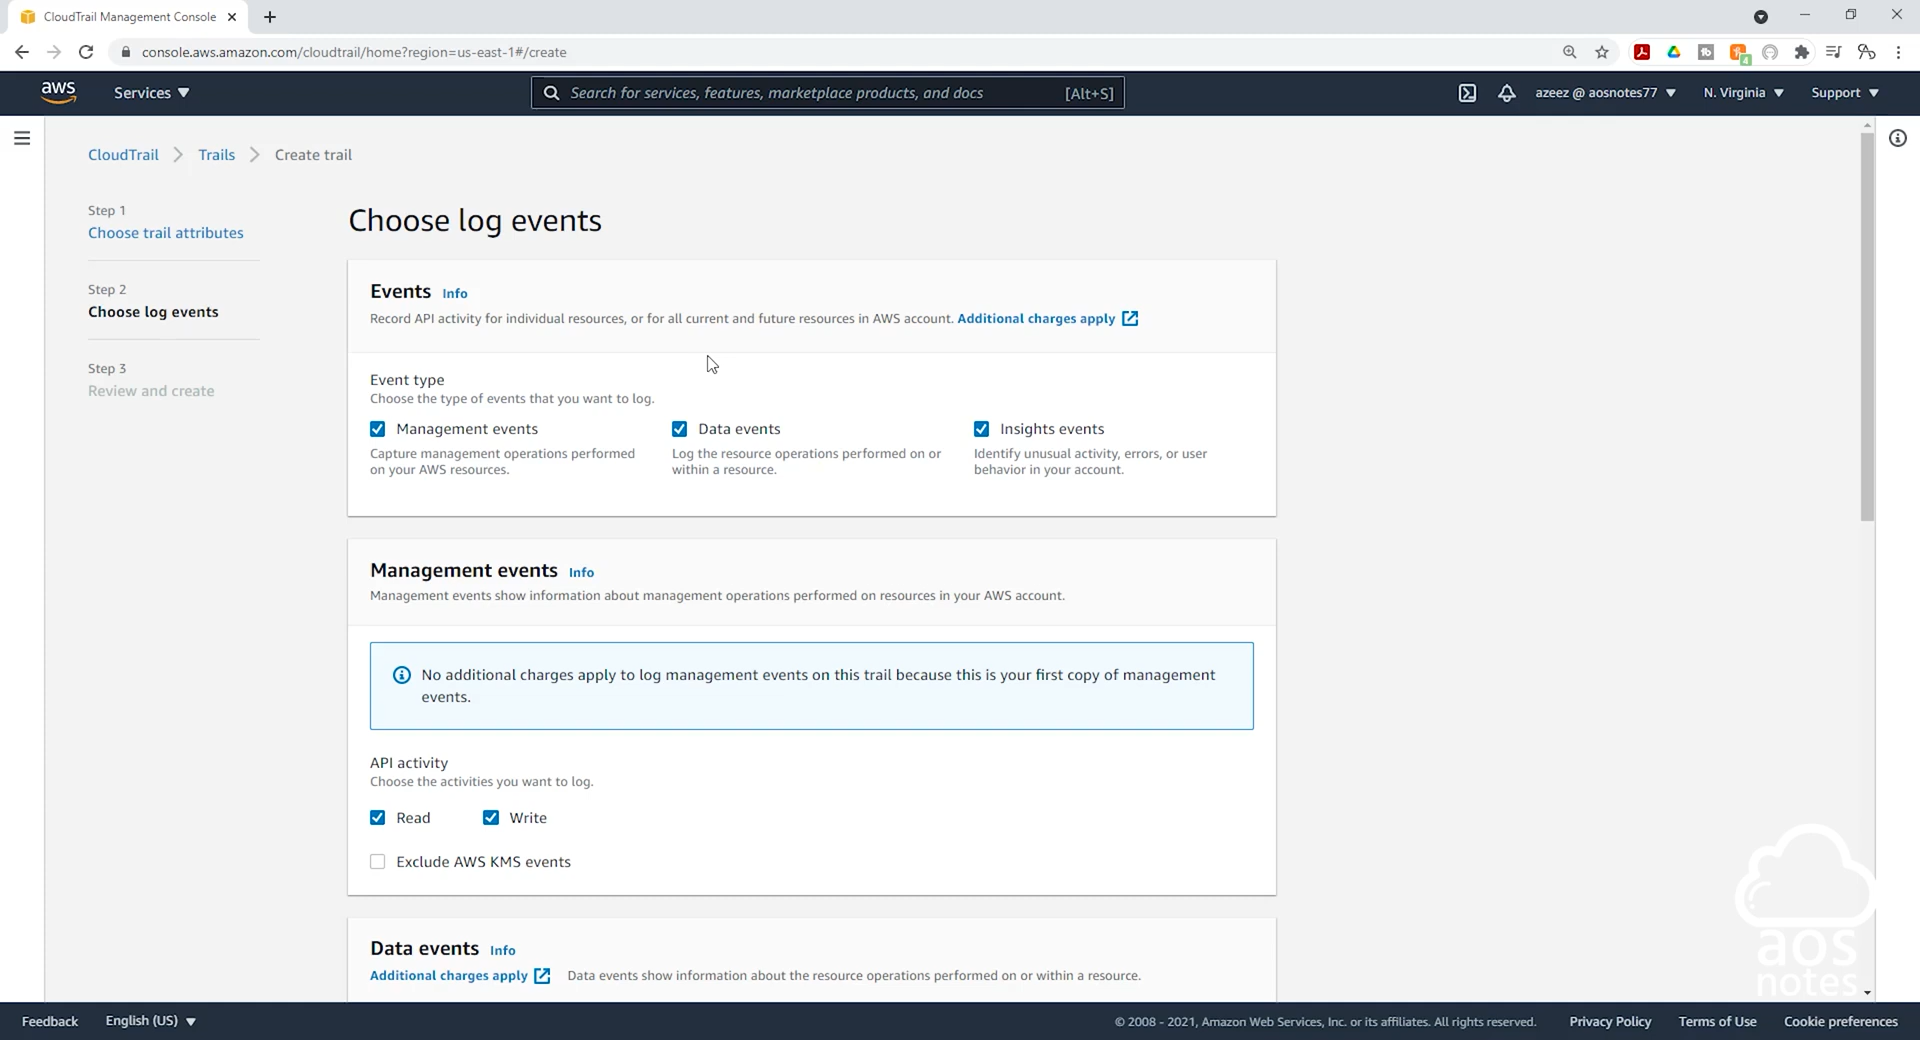 CloudTrail Management Console
console.aws.amazon.com/cloudtrail/home?region=us-east-1#/create
4
aws
Services
Search for services, features, marketplace products, and docs
[Alt+S]
azeez @ aosnotes77
N. Virginia
Support
CloudTrail
Trails
Create trail
Step 1
Choose trail attributes
Step 2
Choose log events
Step 3
Review and create
Choose log events
Events Info
Record API activity for individual resources, or for all current and future resources in AWS account. Additional charges apply
Event type
Choose the type of events that you want to log.
Management events
Capture management operations performed
on your AWS resources.
Data events
Log the resource operations performed on or
within a resource.
Insights events
Identify unusual activity, errors, or user
behavior in your account.
Management events Info
Management events show information about management operations performed on resources in your AWS account.
No additional charges apply to log management events on this trail because this is your first copy of management
events.
API activity
Choose the activities you want to log.
Read
Write
Exclude AWS KMS events
Data events Info
Additional charges apply
Data events show information about the resource operations performed on or within a resource.
aos
notes
Feedback
English (US)
© 2008 - 2021, Amazon Web Services, Inc. or its affiliates. All rights reserved.
Privacy Policy
Terms of Use
Cookie preferences